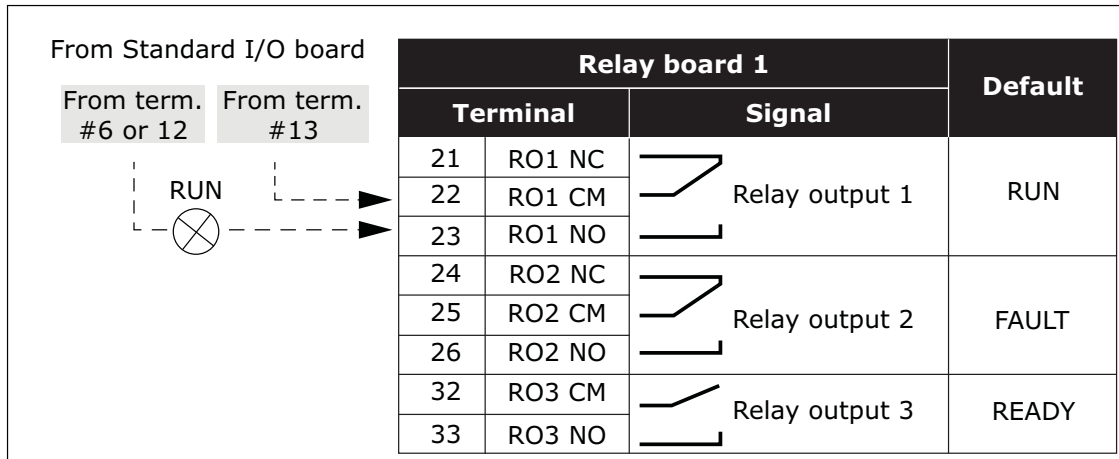 From Standard I/O board
From term.
#6 or 12
From term.
#13
RUN
Relay board 1
Default
Terminal
Signal
21
RO1 NC
22
RO1 CM
23
RO1 NO
Relay output 1
RUN
24
RO2 NC
25
RO2 CM
26
RO2 NO
Relay output 2
FAULT
32
RO3 CM
33
RO3 NO
Relay output 3
READY